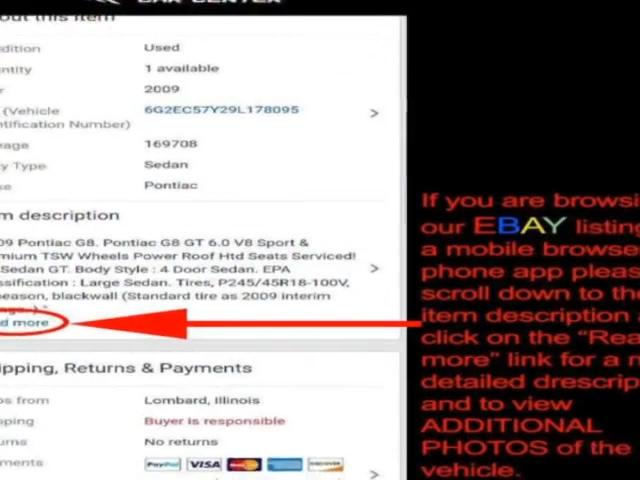 CAR CENTER
out this item
dition Used
ntity 1 available
r 2009
(Vehicle 6G2EC57Y29L178095
ntification Number)
eage 169708
y Type Sedan
ke Pontiac
m description
09 Pontiac G8. Pontiac G8 GT 6.0 V8 Sport &
mium TSW Wheels Power Roof Htd Seats Serviced!
Sedan GT. Body Style : 4 Door Sedan. EPA
ssification : Large Sedan. Tires, P245/45R18-100V,
eason, blackwall (Standard tire as 2009 interim
d more
ipping, Returns & Payments
s from Lombard, Illinois
ping Buyer is responsible
urns No returns
ments PayPal VISA DISCOVER
If you are browsi
our EBAY listing
a mobile browse
phone app pleas
scroll down to th
item description a
click on the "Rea
more" link for a m
detailed drescrip
and to view
ADDITIONAL
PHOTOS of the
vehicle.